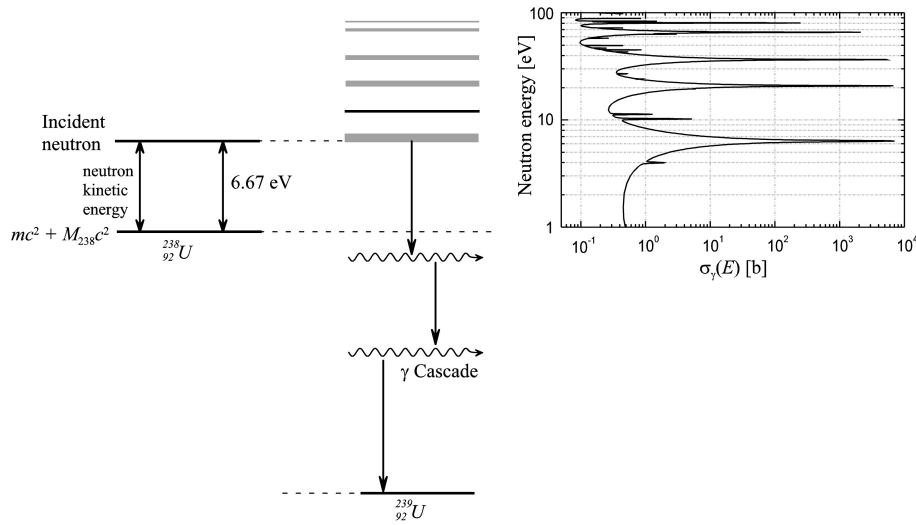 Incident
neutron
neutron
kinetic
energy
6.67 eV
mc² + M₂₃₈c²
²³⁸₉₂U
γ Cascade
²³⁹₉₂U
Neutron energy [eV]
100
10
1
10⁻¹ 10⁰ 10¹ 10² 10³ 10⁴
σᵧ(E) [b]